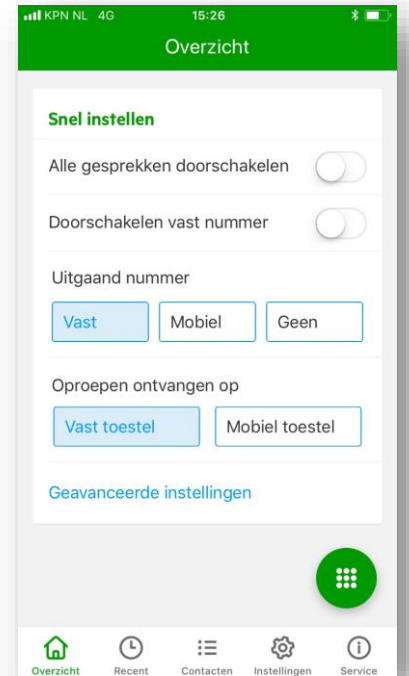 KPN NL 4G 15:26
Overzicht
Snel instellen
Alle gesprekken doorschakelen
Doorschakelen vast nummer
Uitgaand nummer
Vast Mobiel Geen
Oproepen ontvangen op
Vast toestel Mobiel toestel
Geavanceerde instellingen
Overzicht Recent Contacten Instellingen Service